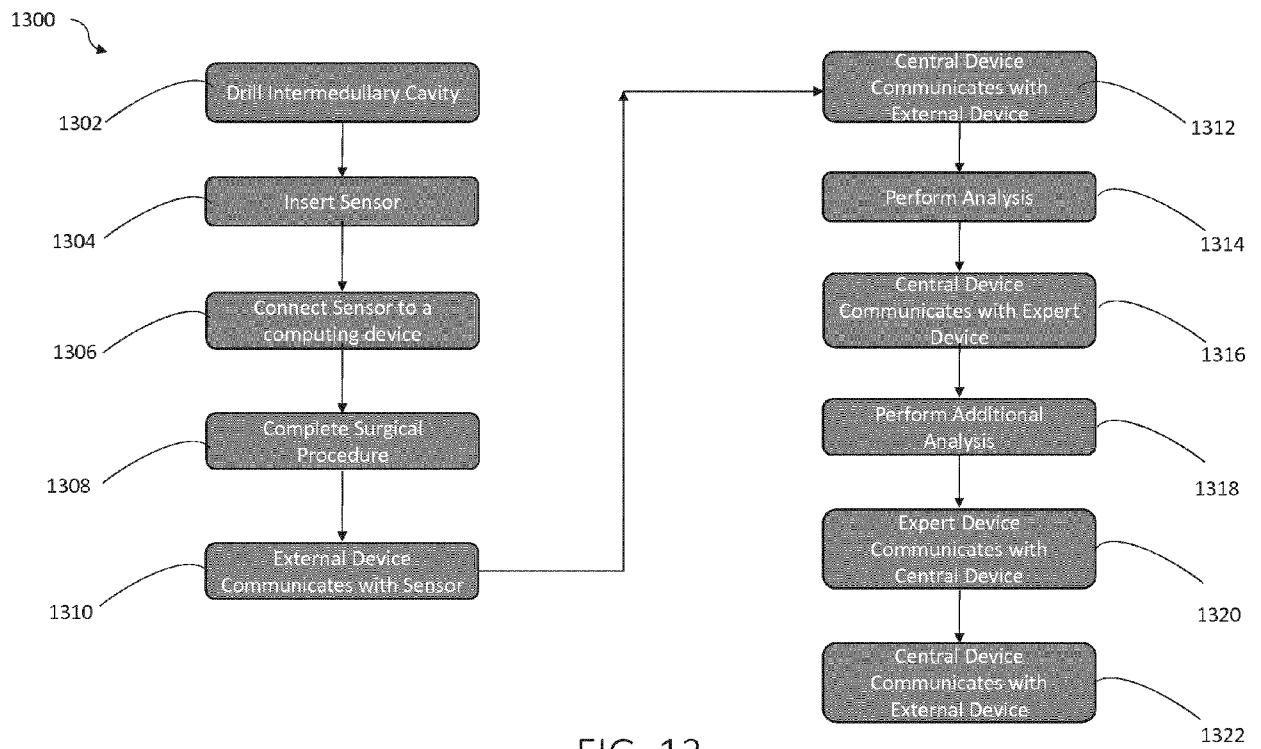 1300
Drill Intermedullary Cavity
1302
Insert Sensor
1304
Connect Sensor to a
computing device
1306
Complete Surgical
Procedure
1308
External Device
Communicates with Sensor
1310
Central Device
Communicates with
External Device
1312
Perform Analysis
1314
Central Device
Communicates with Expert
Device
1316
Perform Additional
Analysis
1318
Expert Device
Communicates with
Central Device
1320
Central Device
Communicates with
External Device
1322
FIG. 13